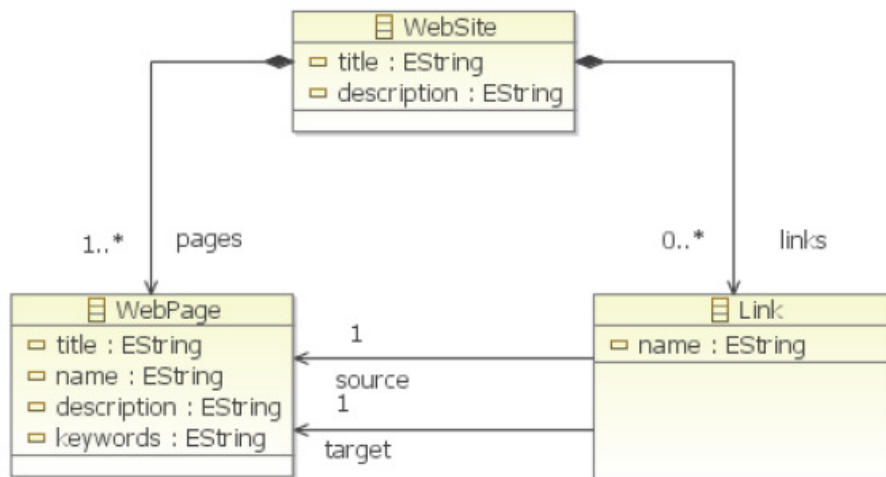 WebSite
title : EString
description : EString
1..*
pages
0..*
links
WebPage
title : EString
name : EString
description : EString
keywords : EString
1
source
1
target
Link
name : EString